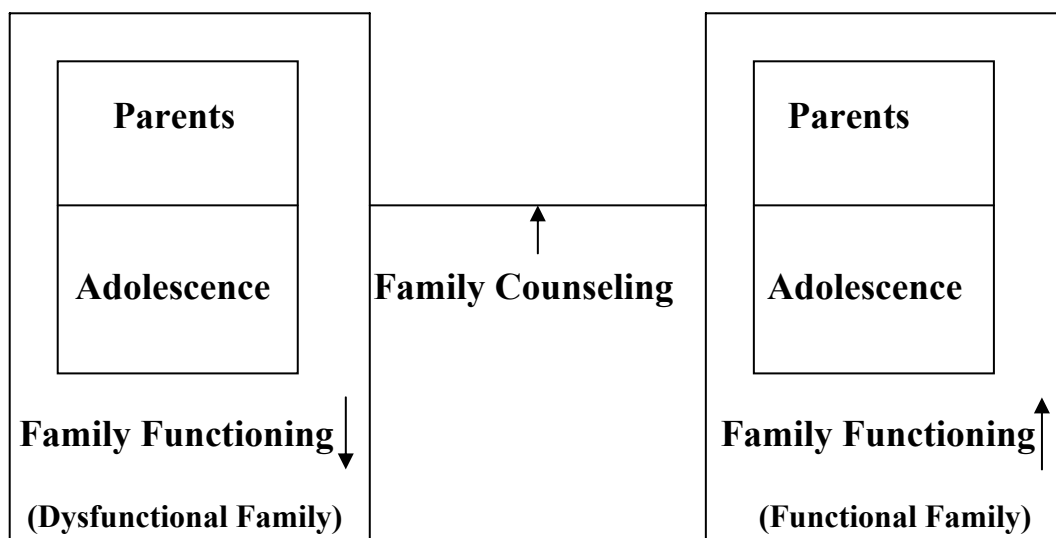 Parents
Adolescence
Family Functioning
(Dysfunctional Family)
Family Counseling
Parents
Adolescence
Family Functioning
(Functional Family)